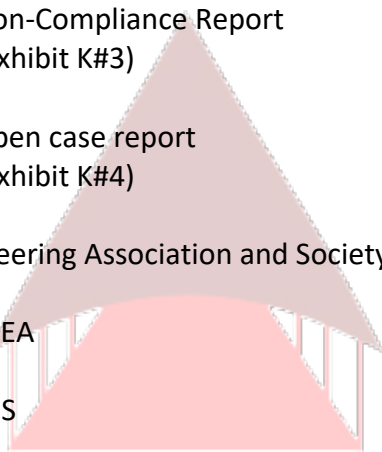 on-Compliance Report
xhibit K#3)
pen case report
xhibit K#4)
eering Association and Society
EA
S